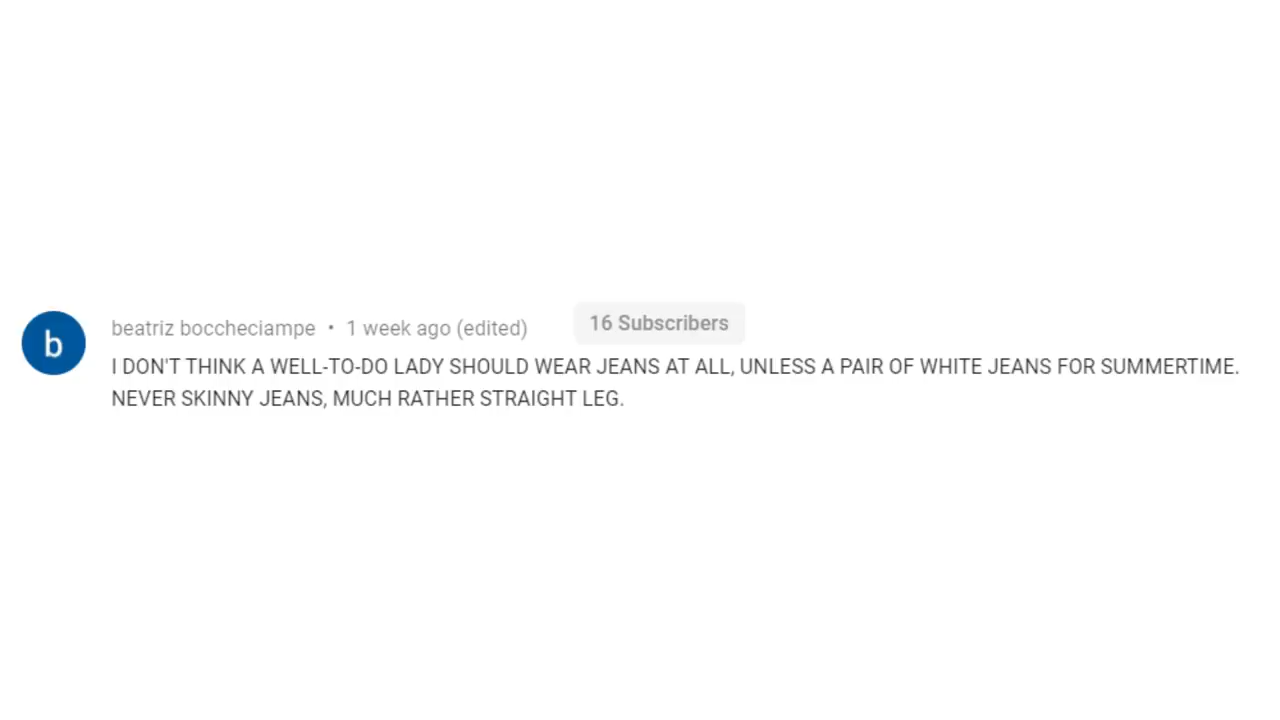 b
beatriz boccheciampe • 1 week ago (edited) 16 Subscribers
I DON'T THINK A WELL-TO-DO LADY SHOULD WEAR JEANS AT ALL, UNLESS A PAIR OF WHITE JEANS FOR SUMMERTIME.
NEVER SKINNY JEANS, MUCH RATHER STRAIGHT LEG.